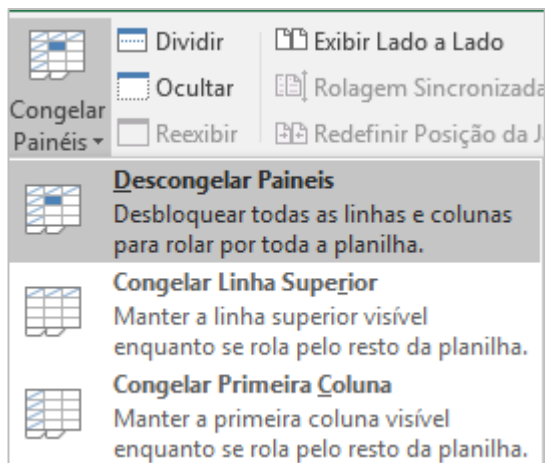 Congelar
Painéis
Dividir
Ocultar
Reexibir
Exibir Lado a Lado
Rolagem Sincronizada
Redefinir Posição da J
Descongelar Paineis
Desbloquear todas as linhas e colunas
para rolar por toda a planilha.
Congelar Linha Superior
Manter a linha superior visível
enquanto se rola pelo resto da planilha.
Congelar Primeira Coluna
Manter a primeira coluna visível
enquanto se rola pelo resto da planilha.